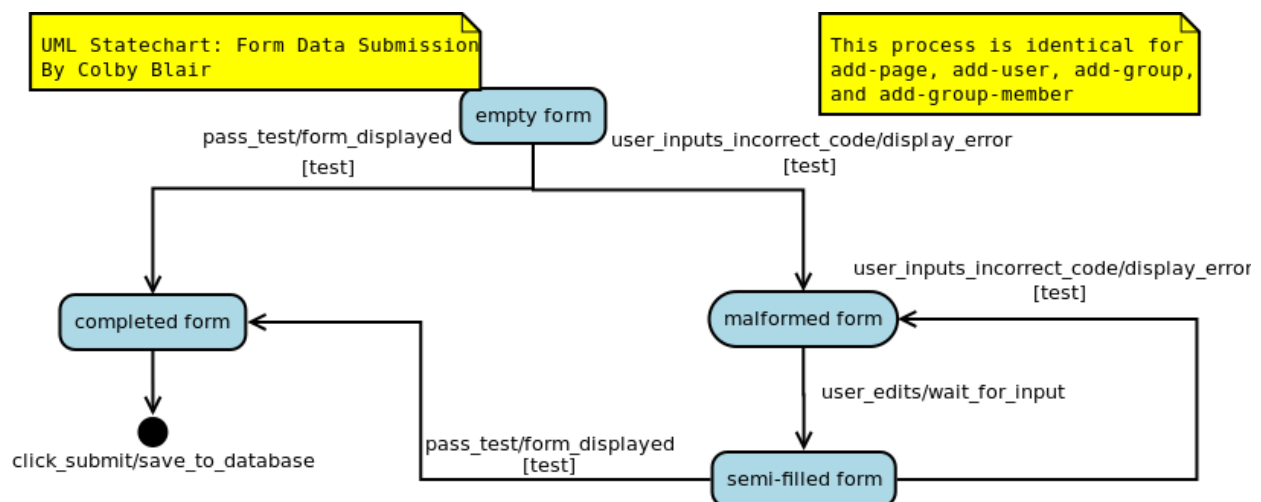 UML Statechart: Form Data Submission
By Colby Blair
This process is identical for
add-page, add-user, add-group,
and add-group-member
empty form
pass_test/form_displayed
[test]
user_inputs_incorrect_code/display_error
[test]
user_inputs_incorrect_code/display_error
[test]
completed form
malformed form
user_edits/wait_for_input
click_submit/save_to_database
pass_test/form_displayed
[test]
semi-filled form